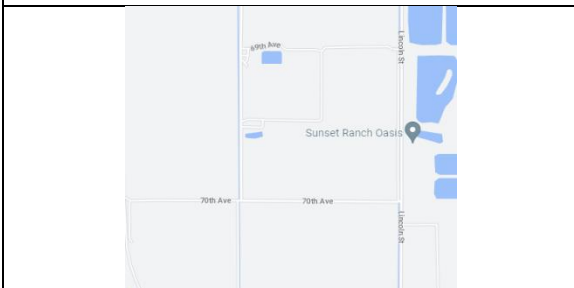 69th Ave
Lincoln St
Sunset Ranch Oasis
70th Ave
70th Ave
Lincoln St